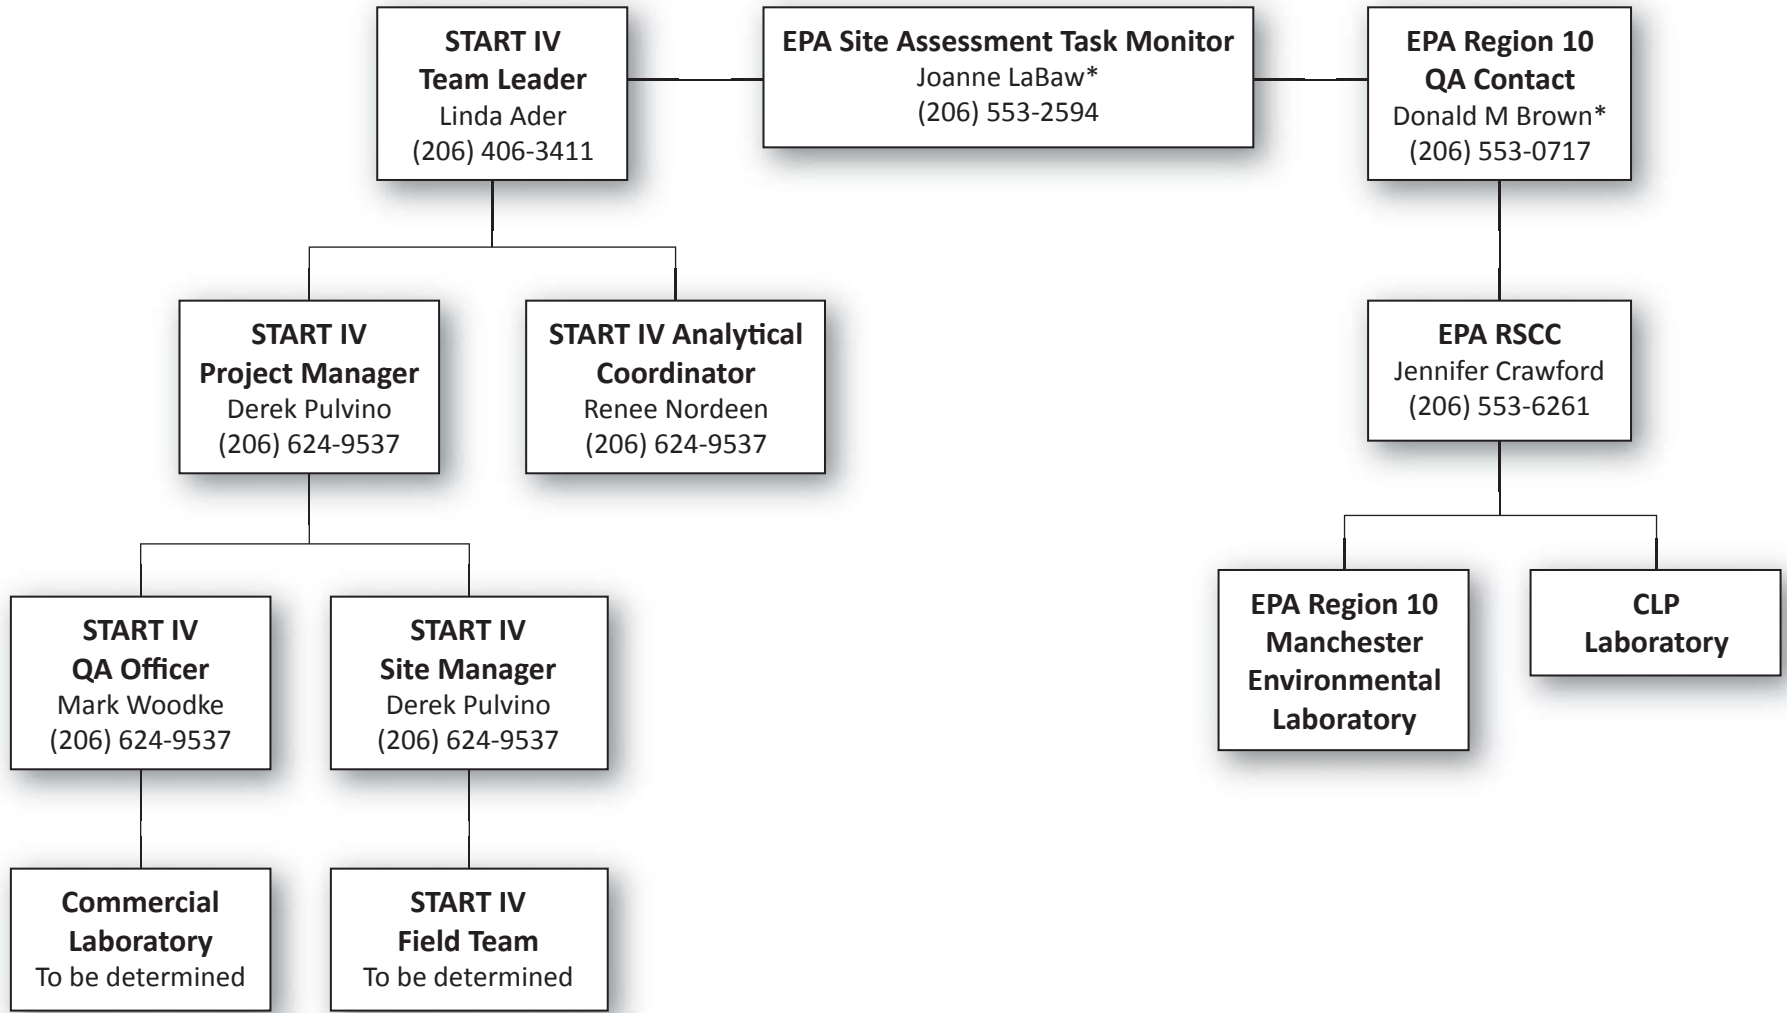 START IV
Team Leader
Linda Ader
(206) 406-3411
EPA Site Assessment Task Monitor
Joanne LaBaw*
(206) 553-2594
EPA Region 10
QA Contact
Donald M Brown*
(206) 553-0717
START IV
Project Manager
Derek Pulvino
(206) 624-9537
START IV Analytical
Coordinator
Renee Nordeen
(206) 624-9537
EPA RSCC
Jennifer Crawford
(206) 553-6261
START IV
QA Officer
Mark Woodke
(206) 624-9537
START IV
Site Manager
Derek Pulvino
(206) 624-9537
EPA Region 10
Manchester
Environmental
Laboratory
CLP
Laboratory
Commercial
Laboratory
To be determined
START IV
Field Team
To be determined